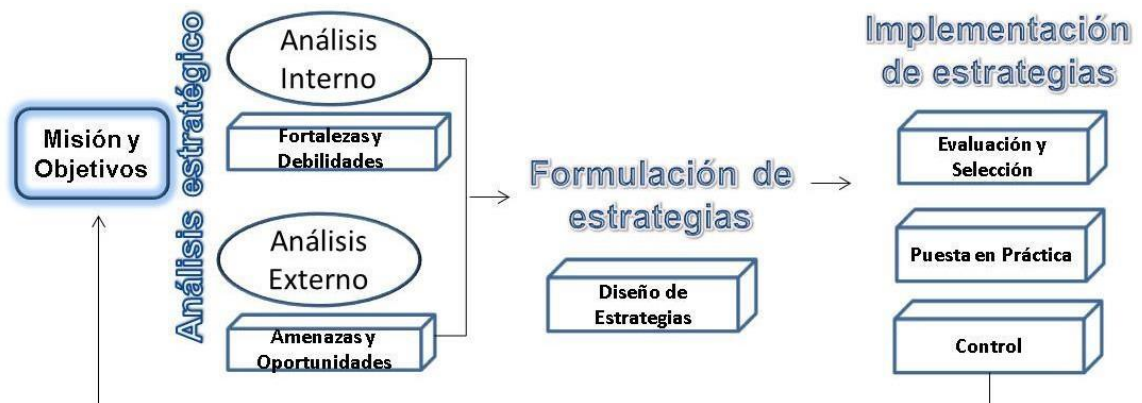 Misión y
Objetivos
Análisis estratégico
Análisis
Interno
Fortalezas y
Debilidades
Análisis
Externo
Amenazas y
Oportunidades
Formulación de
estrategias
Diseño de
Estrategias
Implementación
de estrategias
Evaluación y
Selección
Puesta en Práctica
Control